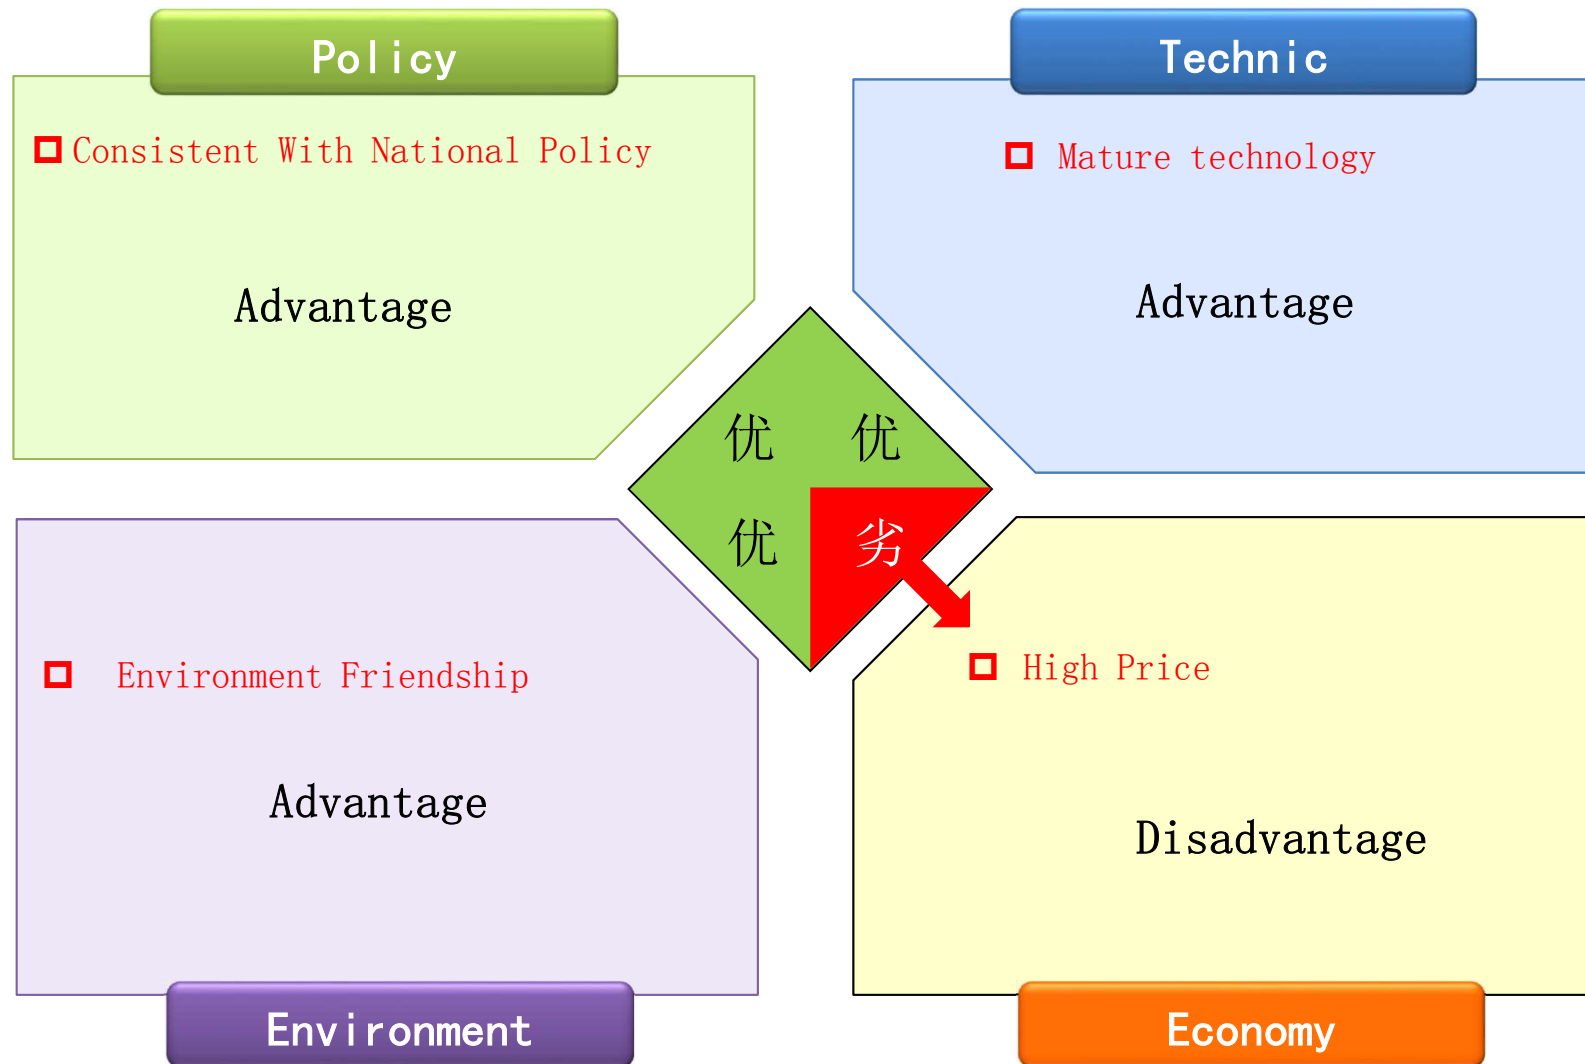 Policy
Consistent With National Policy
Advantage
Technic
Mature technology
Advantage
优 优
优 劣
Environment Friendship
Advantage
Environment
High Price
Disadvantage
Economy